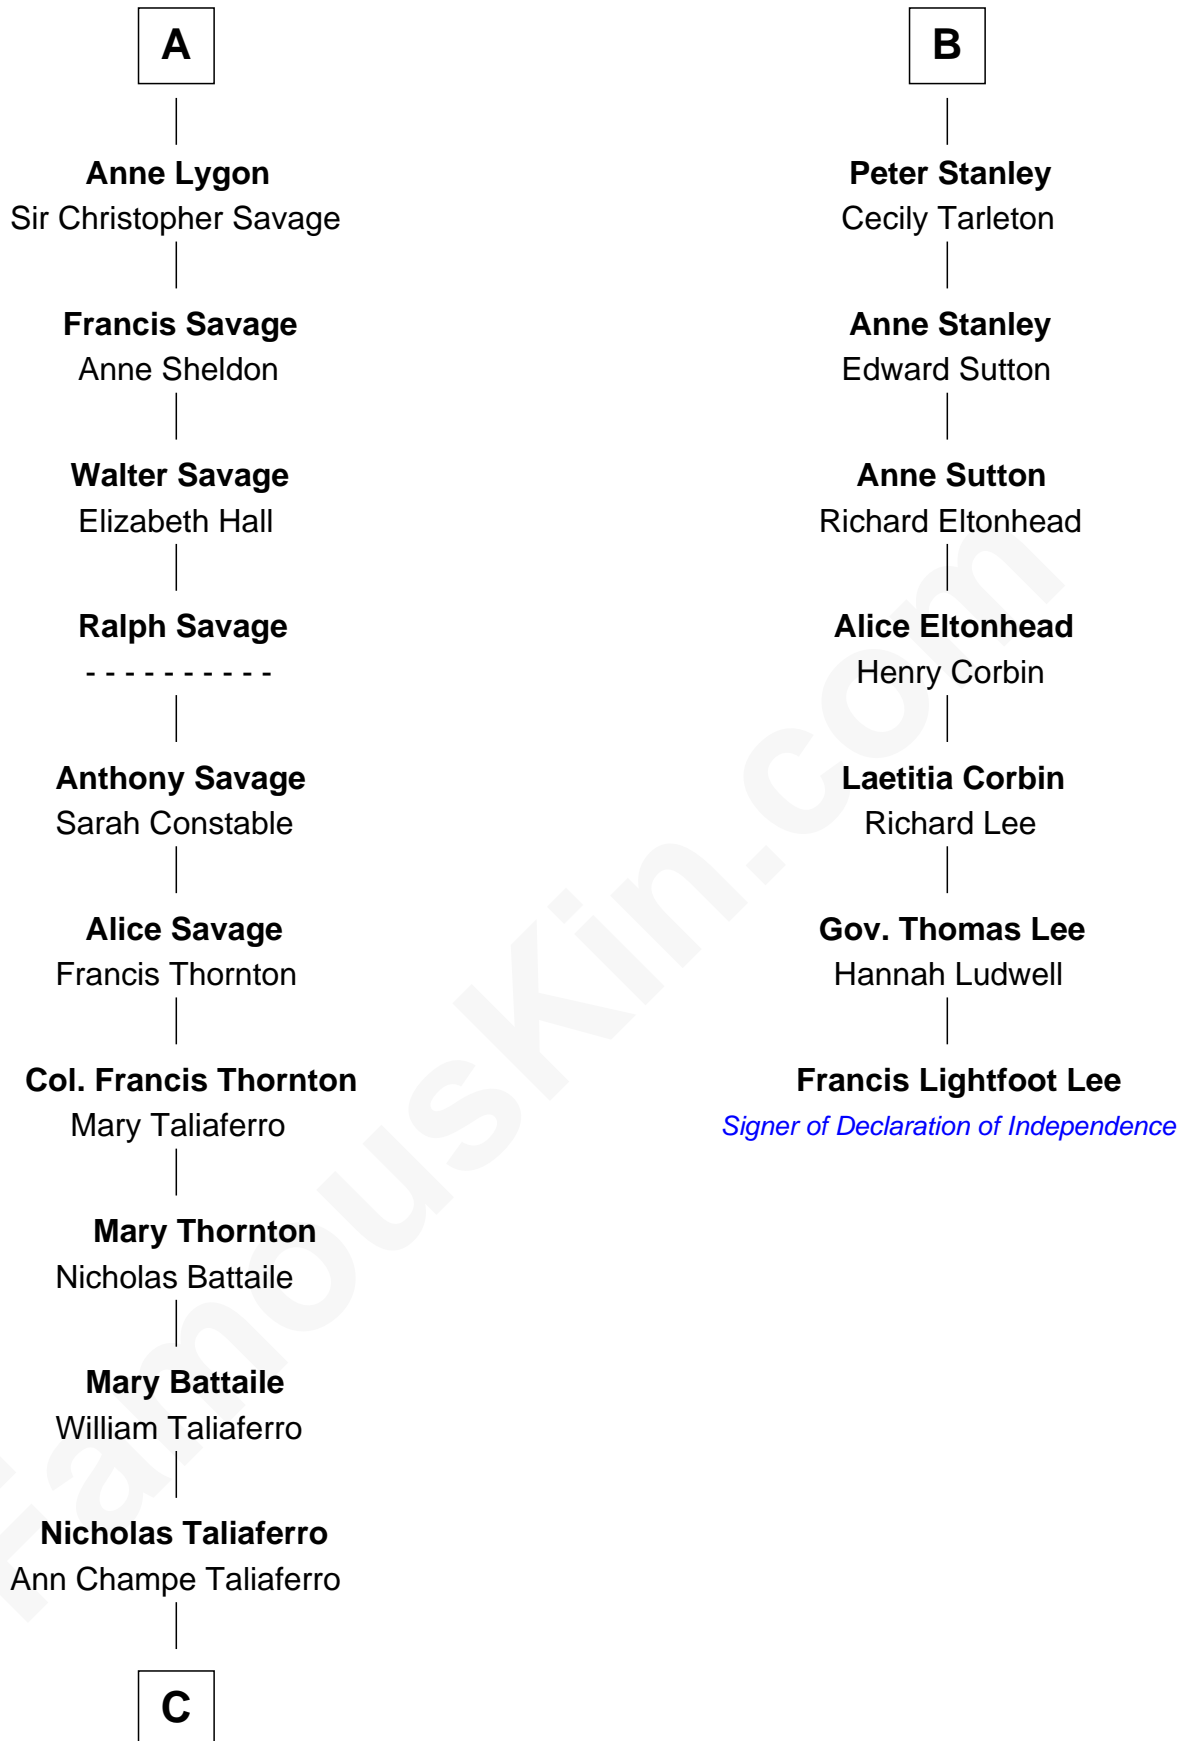 A
Anne Lygon
Sir Christopher Savage
Francis Savage
Anne Sheldon
Walter Savage
Elizabeth Hall
Ralph Savage
- - - - - - - - - -
Anthony Savage
Sarah Constable
Alice Savage
Francis Thornton
Col. Francis Thornton
Mary Taliaferro
Mary Thornton
Nicholas Battaile
Mary Battaile
William Taliaferro
Nicholas Taliaferro
Ann Champe Taliaferro
C
B
Peter Stanley
Cecily Tarleton
Anne Stanley
Edward Sutton
Anne Sutton
Richard Eltonhead
Alice Eltonhead
Henry Corbin
Laetitia Corbin
Richard Lee
Gov. Thomas Lee
Hannah Ludwell
Francis Lightfoot Lee
Signer of Declaration of Independence
FamousKin.com